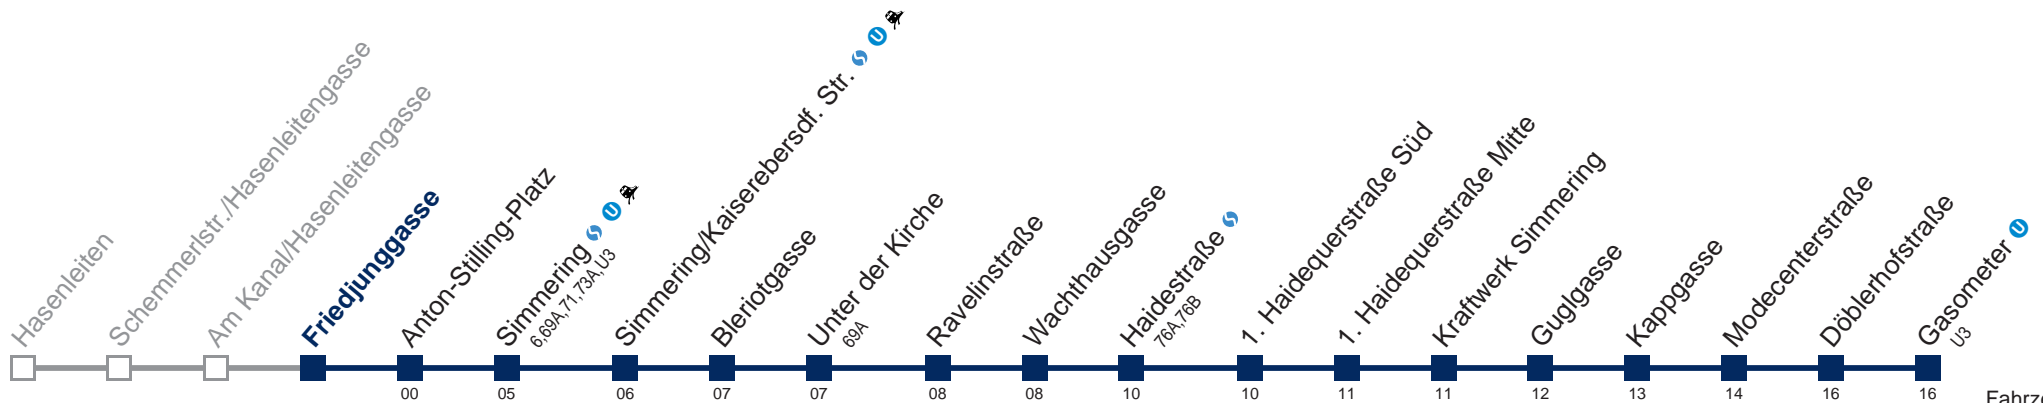 Hasenleiten
Schemmerlstr./Hasenleitengasse
Am Kanal/Hasenleitengasse
Friedjunggasse
Anton-Stilling-Platz
Simmering S U
6,69A,71,73A,U3
Simmering/Kaiserebersdf. Str. S U
Bleriotgasse
Unter der Kirche
69A
Ravelinstraße
Wachthausgasse
Haidestraße S
76A,76B
1. Haidequerstraße Süd
1. Haidequerstraße Mitte
Kraftwerk Simmering
Guglgasse
Kappgasse
Modecenterstraße
Döblerhofstraße
Gasometer U
U3
00 05 06 07 07 08 08 10 10 11 11 12 13 14 16 16